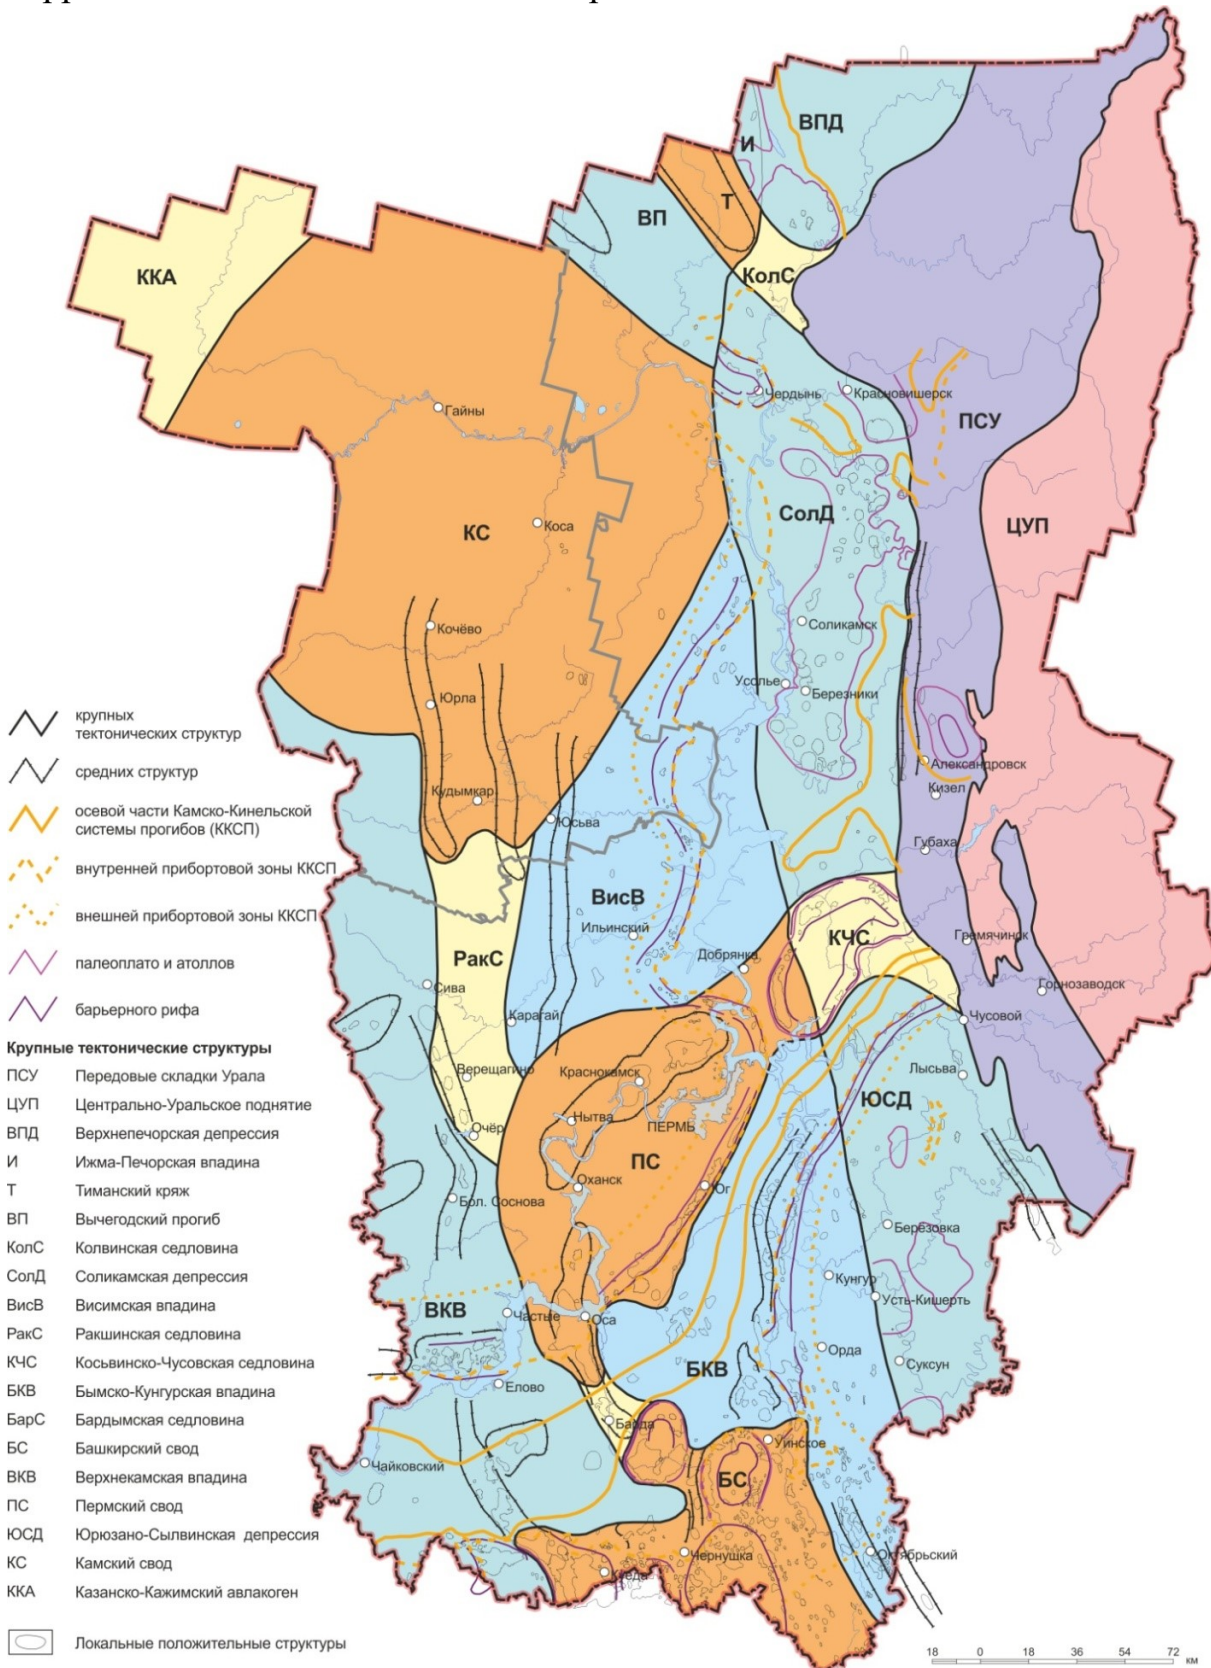 ВПД
И
Т
ВП
ККА
КолС
Чердынь
Красновишерск
Гайны
ПСУ
КС
Коса
СолД
ЦУП
Соликамск
Кочёво
Усолье
Березники
Юрла
Александровск
Кизел
Кудымкар
Юсьва
Губаха
ВисВ
Ильинский
КЧС
Гремячинск
РакС
Добрянка
Сива
Горнозаводск
Карагай
Чусовой
Верещагино
Краснокамск
Лысьва
ЮСД
Нытва
ПЕРМЬ
Очёр
ПС
Оханск
Юг
Бол. Соснова
Берёзовка
Кунгур
Усть-Кишерть
ВКВ
Частые
Оса
Орда
Суксун
БКВ
Елово
Барда
Уинское
Чайковский
БС
Чернушка
Октябрьский
Куеда
крупных
тектонических структур
средних структур
осевой части Камско-Кинельской
системы прогибов (ККСП)
внутренней прибортовой зоны ККСП
внешней прибортовой зоны ККСП
палеоплато и атоллов
барьерного рифа
Крупные тектонические структуры
ПСУ Передовые складки Урала
ЦУП Центрально-Уральское поднятие
ВПД Верхнепечорская депрессия
И Ижма-Печорская впадина
Т Тиманский кряж
ВП Вычегодский прогиб
КолС Колвинская седловина
СолД Соликамская депрессия
ВисВ Висимская впадина
РакС Ракшинская седловина
КЧС Косьвинско-Чусовская седловина
БКВ Бымско-Кунгурская впадина
БарС Бардымская седловина
БС Башкирский свод
ВКВ Верхнекамская впадина
ПС Пермский свод
ЮСД Юрюзано-Сылвинская депрессия
КС Камский свод
ККА Казанско-Кажимский авлакоген
Локальные положительные структуры
18 0 18 36 54 72
км